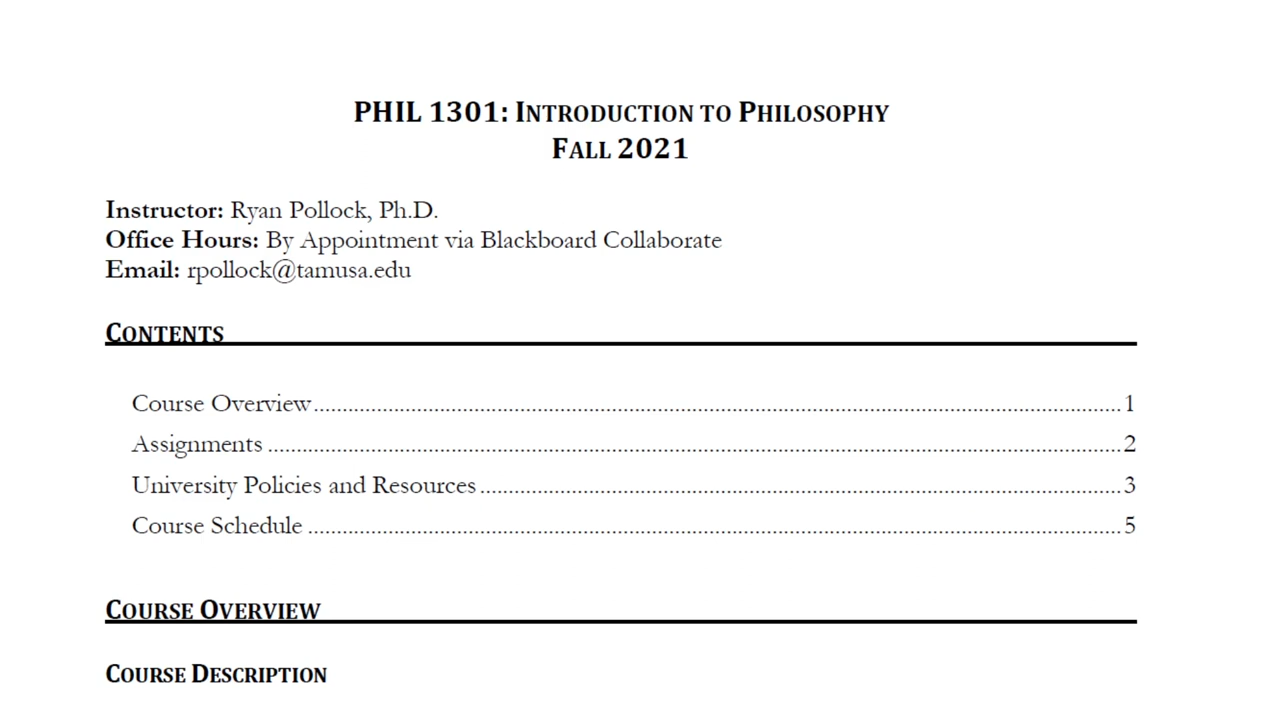 PHIL 1301: INTRODUCTION TO PHILOSOPHY
FALL 2021
Instructor: Ryan Pollock, Ph.D.
Office Hours: By Appointment via Blackboard Collaborate
Email: rpollock@tamusa.edu
CONTENTS
Course Overview 1
Assignments 2
University Policies and Resources 3
Course Schedule 5
COURSE OVERVIEW
COURSE DESCRIPTION